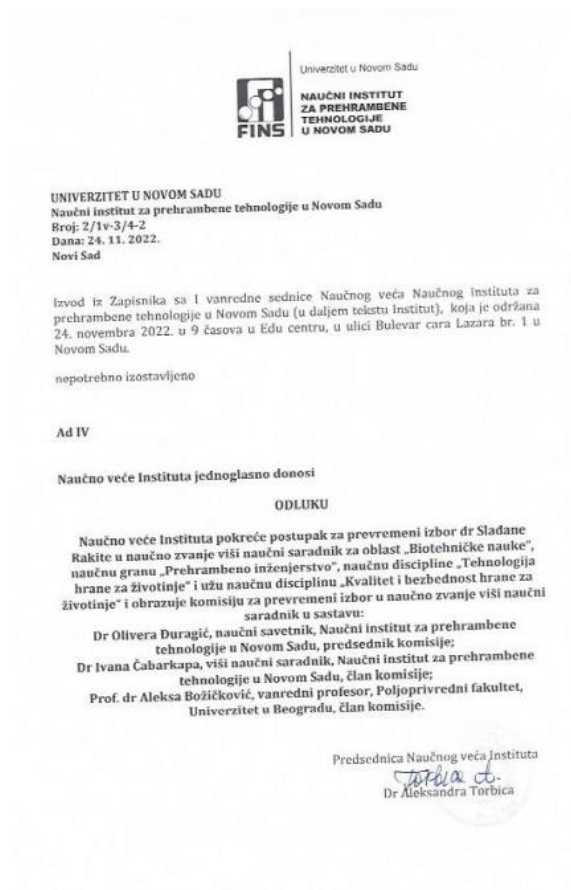 Univerzitet u Novom Sadu
NAUČNI INSTITUT
ZA PREHRAMBENE
TEHNOLOGIJE
U NOVOM SADU
FINS
UNIVERZITET U NOVOM SADU
Naučni institut za prehrambene tehnologije u Novom Sadu
Broj: 2/1v-3/4-2
Dana: 24. 11. 2022.
Novi Sad
Izvod iz Zapisnika sa I vanredne sednice Naučnog veća Naučnog instituta za
prehrambene tehnologije u Novom Sadu (u daljem tekstu Institut), koja je održana
24. novembra 2022. u 9 časova u Edu centru, u ulici Bulevar cara Lazara br. 1 u
Novom Sadu.
nepotrebno izostavljeno
Ad IV
Naučno veće Instituta jednoglasno donosi
ODLUKU
Naučno veće Instituta pokreće postupak za prevremeni izbor dr Slađane
Rakite u naučno zvanje viši naučni saradnik za oblast „Biotehničke nauke“,
naučnu granu „Prehrambeno inženjerstvo“, naučnu discipline „Tehnologija
hrane za životinje“ i užu naučnu disciplinu „Kvalitet i bezbednost hrane za
životinje“ i obrazuje komisiju za prevremeni izbor u naučno zvanje viši naučni
saradnik u sastavu:
Dr Olivera Đuragić, naučni savetnik, Naučni institut za prehrambene
tehnologije u Novom Sadu, predsednik komisije;
Dr Ivana Čabarkapa, viši naučni saradnik, Naučni institut za prehrambene
tehnologije u Novom Sadu, član komisije;
Prof. dr Aleksa Božičković, vanredni profesor, Poljoprivredni fakultet,
Univerzitet u Beogradu, član komisije.
Predsednica Naučnog veća Instituta
Torbica A.
Dr Aleksandra Torbica